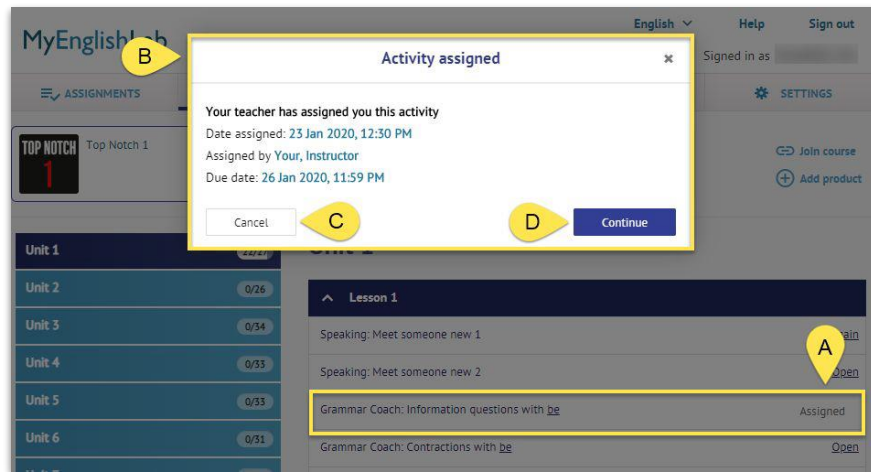 English Help Sign out
MyEnglishLab
B
Activity assigned ×
Signed in as
ASSIGNMENTS
SETTINGS
Your teacher has assigned you this activity
Date assigned: 23 Jan 2020, 12:30 PM
Assigned by Your, Instructor
Due date: 26 Jan 2020, 11:59 PM
TOP NOTCH 1
Top Notch 1
Join course
Add product
Cancel C D Continue
Unit 1
Unit 1
Unit 2 0/26
Lesson 1
Unit 3 0/34
Speaking: Meet someone new 1
A
Unit 4 0/33
Speaking: Meet someone new 2 Open
Unit 5 0/33
Grammar Coach: Information questions with be Assigned
Unit 6 0/31
Grammar Coach: Contractions with be Open